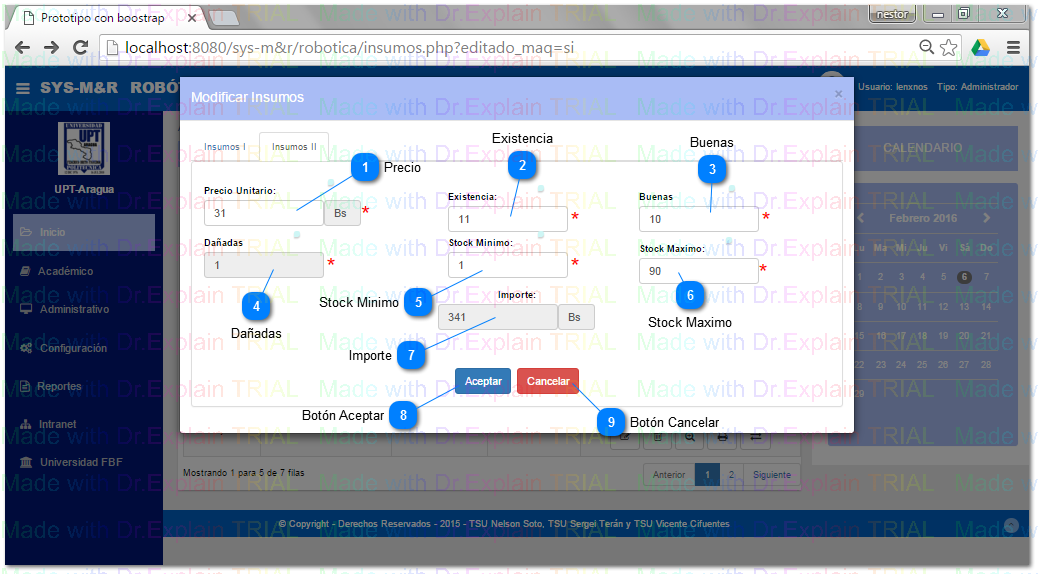 Prototipo con boostrap
nestor
localhost:8080/sys-m&r/robotica/insumos.php?editado_maq=si
SYS-M&R ROBÓT
Usuario: lenxnos Tipo: Administrador
Modificar Insumos
×
UNIVERSIDAD
UPT
ARAGUA
UPT-Aragua
Inicio
Académico
Administrativo
Configuración
Reportes
Intranet
Universidad FBF
Insumos I
Insumos II
Existencia
Buenas
1 Precio
2
3
Precio Unitario:
31 Bs *
Existencia:
11 *
Buenas
10 *
Dañadas
1 *
Stock Minimo:
1 *
Stock Maximo:
90 *
4
Dañadas
Stock Minimo 5
6
Stock Maximo
Importe:
341 Bs
Importe 7
Aceptar
Cancelar
Botón Aceptar 8
9 Botón Cancelar
CALENDARIO
Febrero 2016
Lu Ma Mi Ju Vi Sá Do
1 2 3 4 5 6 7
8 9 10 11 12 13 14
15 16 17 18 19 20 21
22 23 24 25 26 27 28
29
Mostrando 1 para 5 de 7 filas
Anterior 1 2 Siguiente
© Copyright - Derechos Reservados - 2015 - TSU Nelson Soto, TSU Sergel Terán y TSU Vicente Cifuentes
Made with Dr.Explain TRIAL